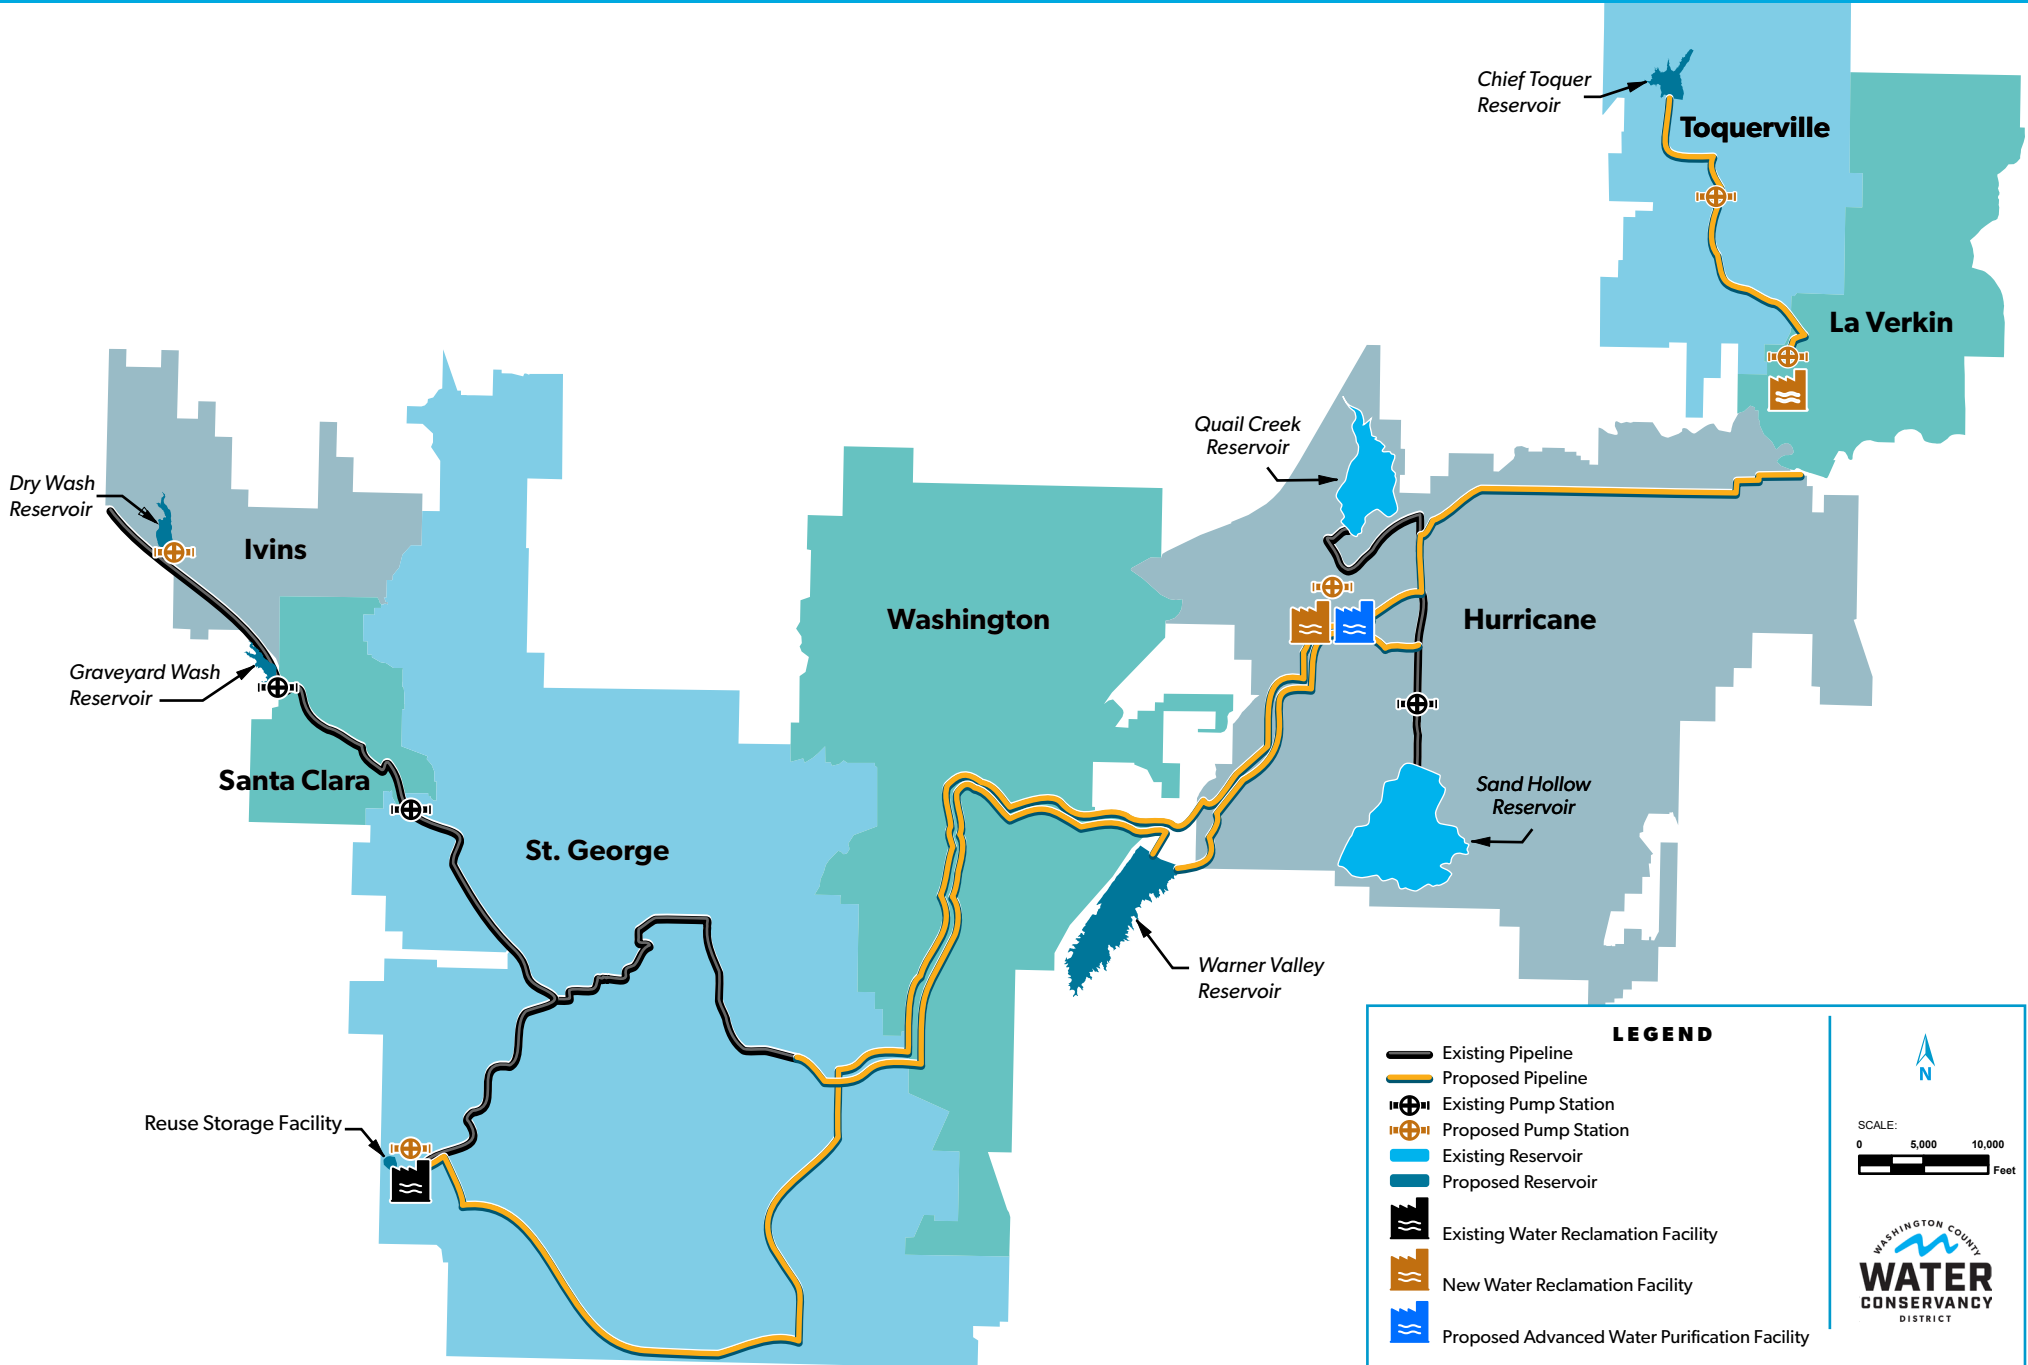 Chief Toquer
Reservoir
Toquerville
La Verkin
Quail Creek
Reservoir
Dry Wash
Reservoir
Ivins
Washington
Hurricane
Graveyard Wash
Reservoir
Santa Clara
St. George
Sand Hollow
Reservoir
Warner Valley
Reservoir
Reuse Storage Facility
LEGEND
Existing Pipeline
Proposed Pipeline
Existing Pump Station
Proposed Pump Station
Existing Reservoir
Proposed Reservoir
Existing Water Reclamation Facility
New Water Reclamation Facility
Proposed Advanced Water Purification Facility
N
SCALE:
0 5,000 10,000
Feet
WASHINGTON COUNTY
WATER
CONSERVANCY
DISTRICT